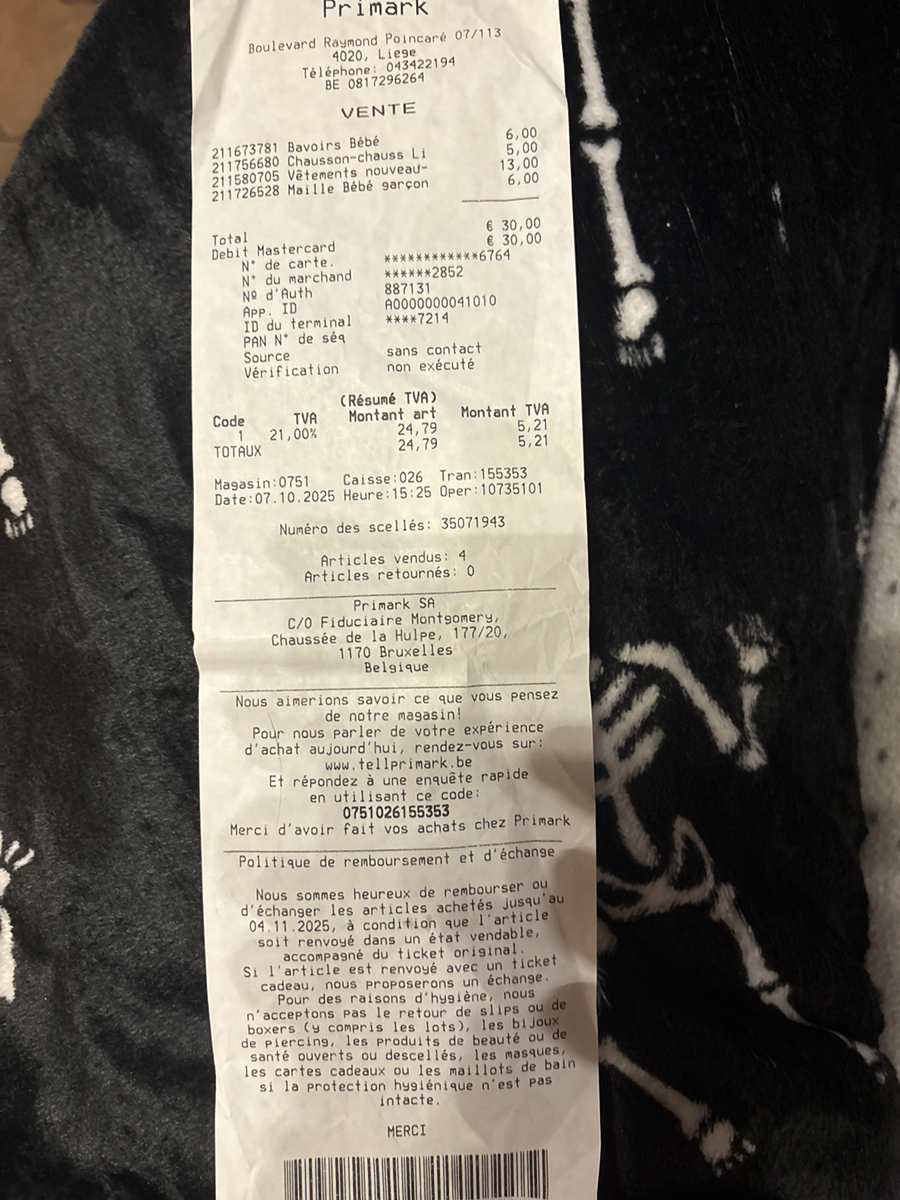 Primark
Boulevard Raymond Poincaré 07/113
4020, Liege
Téléphone: 043422194
BE 0817296264
VENTE
211673781 Bavoirs Bébé 6,00
211756680 Chausson-chauss Li 5,00
211580705 Vêtements nouveau- 13,00
211726528 Maille Bébé garçon 6,00
Total € 30,00
Debit Mastercard € 30,00
N° de carte. ************6764
N° du marchand ******2852
Nº d'Auth 887131
App. ID A0000000041010
ID du terminal ****7214
PAN N° de séq
Source sans contact
Vérification non exécuté
(Résumé TVA)
Code TVA Montant art Montant TVA
1 21,00% 24,79 5,21
TOTAUX 24,79 5,21
Magasin:0751 Caisse:026 Tran:155353
Date:07.10.2025 Heure:15:25 Oper:10735101
Numéro des scellés: 35071943
Articles vendus: 4
Articles retournés: 0
Primark SA
C/O Fiduciaire Montgomery,
Chaussée de la Hulpe, 177/20,
1170 Bruxelles
Belgique
Nous aimerions savoir ce que vous pensez
de notre magasin!
Pour nous parler de votre expérience
d'achat aujourd'hui, rendez-vous sur:
www.tellprimark.be
Et répondez à une enquête rapide
en utilisant ce code:
0751026155353
Merci d'avoir fait vos achats chez Primark
Politique de remboursement et d'échange
Nous sommes heureux de rembourser ou
d'échanger les articles achetés jusqu'au
04.11.2025, à condition que l'article
soit renvoyé dans un état vendable,
accompagné du ticket original.
Si l'article est renvoyé avec un ticket
cadeau, nous proposerons un échange.
Pour des raisons d'hygiène, nous
n'acceptons pas le retour de slips ou de
boxers (y compris les lots), les bijoux
de piercing, les produits de beauté ou de
santé ouverts ou descellés, les masques,
les cartes cadeaux ou les maillots de bain
si la protection hygiénique n'est pas
intacte.
MERCI